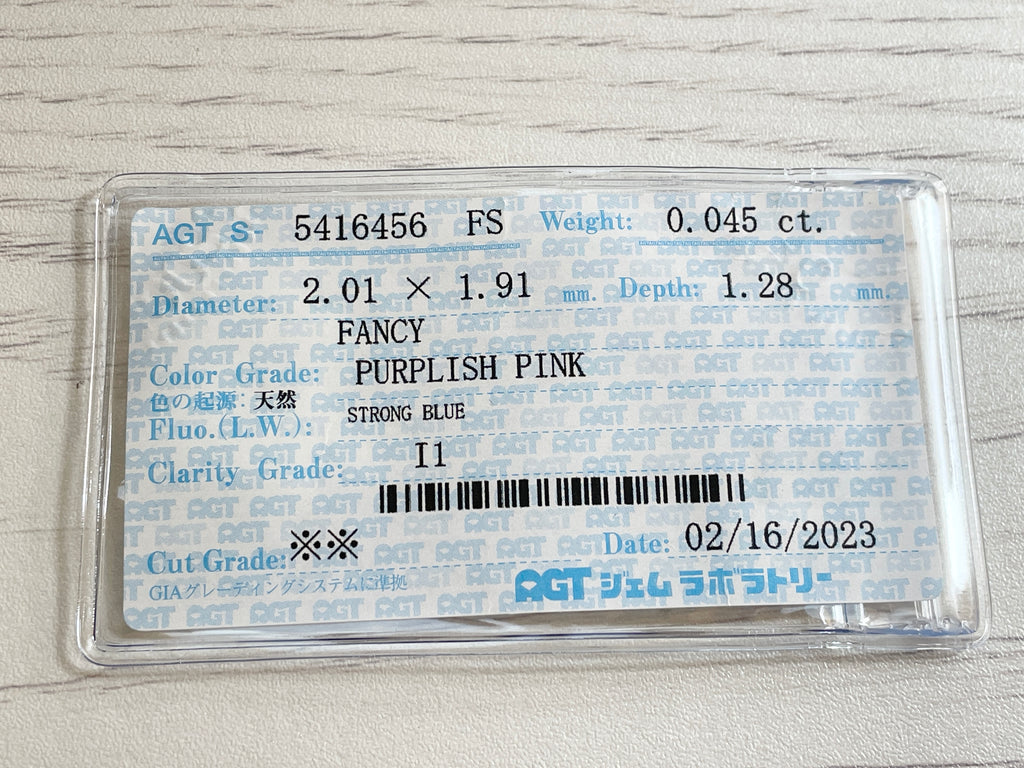 AGT S- 5416456 FS Weight: 0.045 ct.
Diameter: 2.01 × 1.91 mm. Depth: 1.28 mm.
FANCY
Color Grade: PURPLISH PINK
色の起源: 天然
Fluo.(L.W.): STRONG BLUE
Clarity Grade: I1
Cut Grade: ※※ Date: 02/16/2023
GIAグレーディングシステムに準拠 AGT ジェムラボラトリー